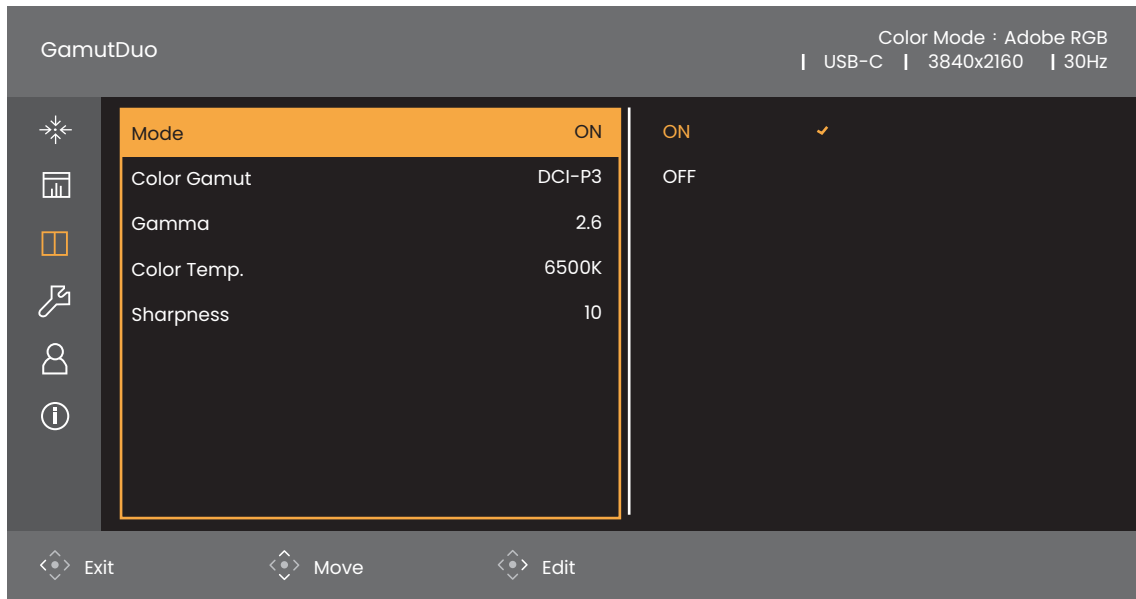 GamutDuo
Color Mode : Adobe RGB
| USB-C | 3840x2160 | 30Hz
Mode ON
Color Gamut DCI-P3
Gamma 2.6
Color Temp. 6500K
Sharpness 10
ON
OFF
Exit Move Edit